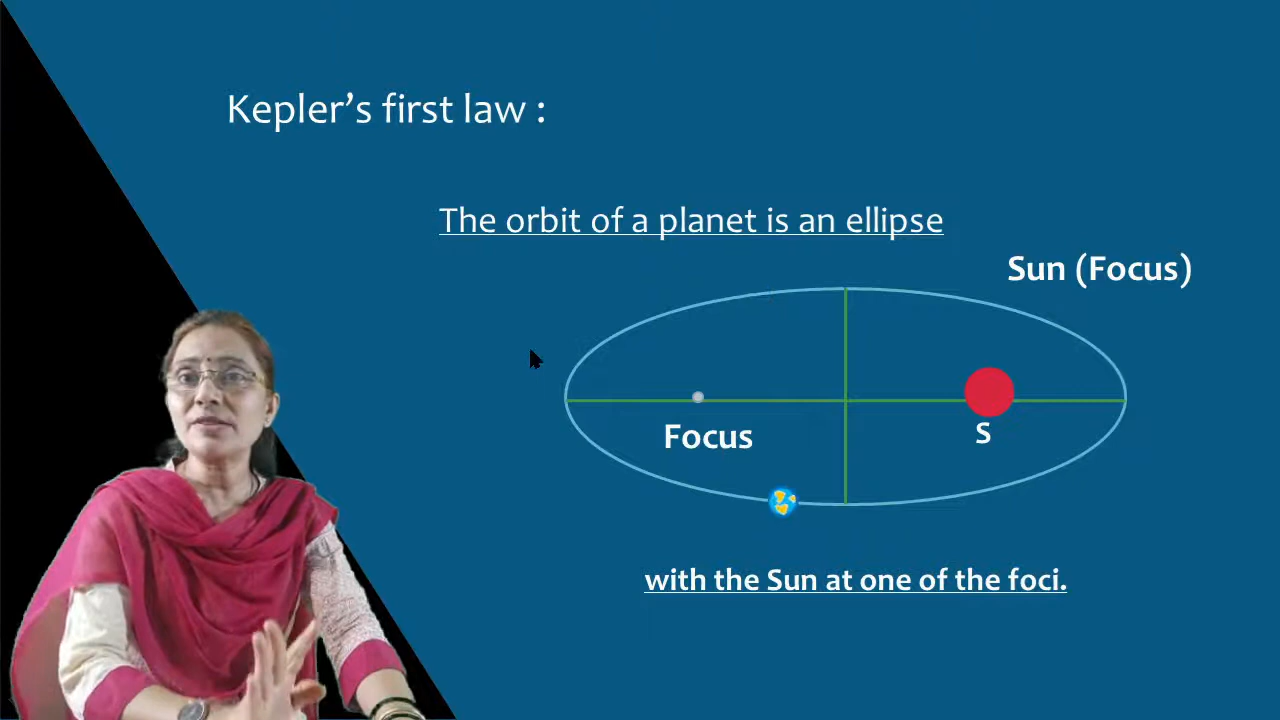 Kepler’s first law :
The orbit of a planet is an ellipse
Sun (Focus)
Focus
S
with the Sun at one of the foci.